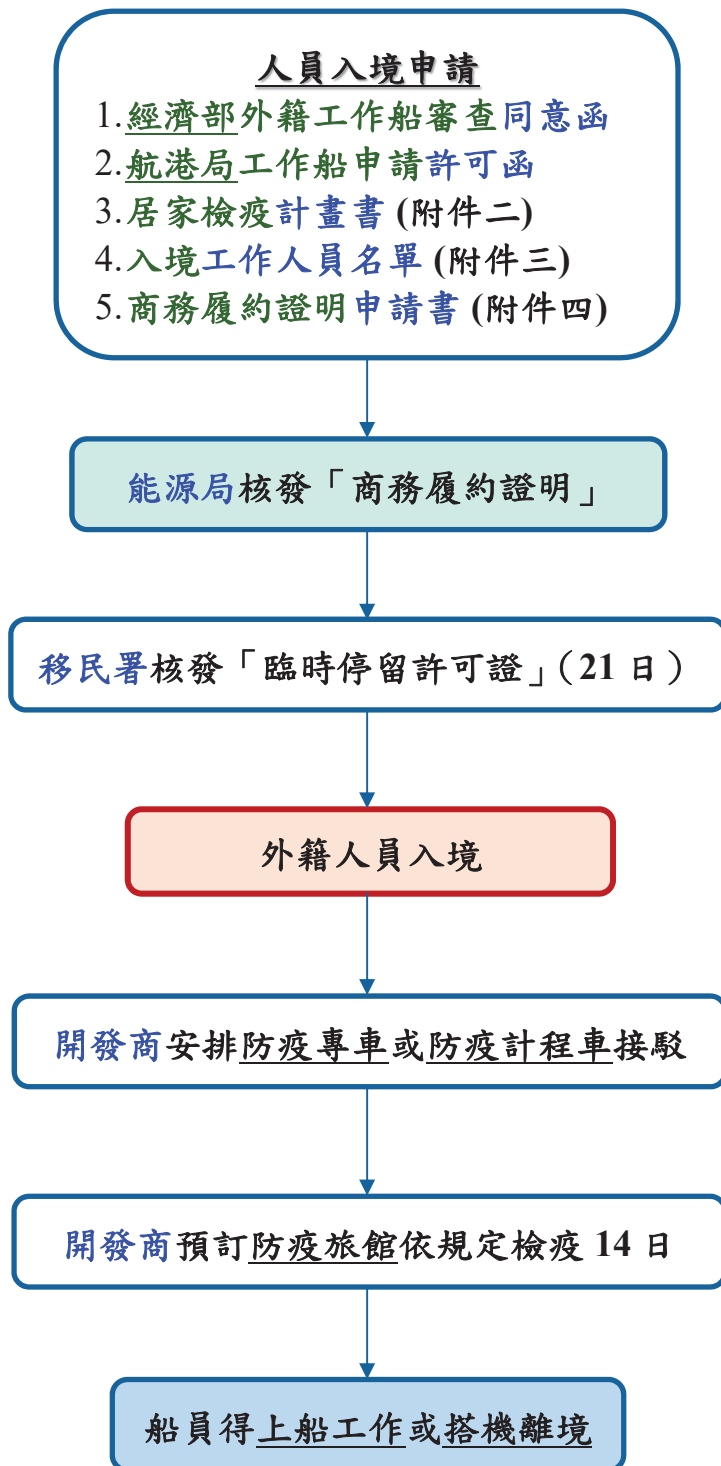 人員入境申請
1.經濟部外籍工作船審查同意函
2.航港局工作船申請許可函
3.居家檢疫計畫書 (附件二)
4.入境工作人員名單 (附件三)
5.商務履約證明申請書 (附件四)
能源局核發「商務履約證明」
移民署核發「臨時停留許可證」（21 日）
外籍人員入境
開發商安排防疫專車或防疫計程車接駁
開發商預訂防疫旅館依規定檢疫 14 日
船員得上船工作或搭機離境